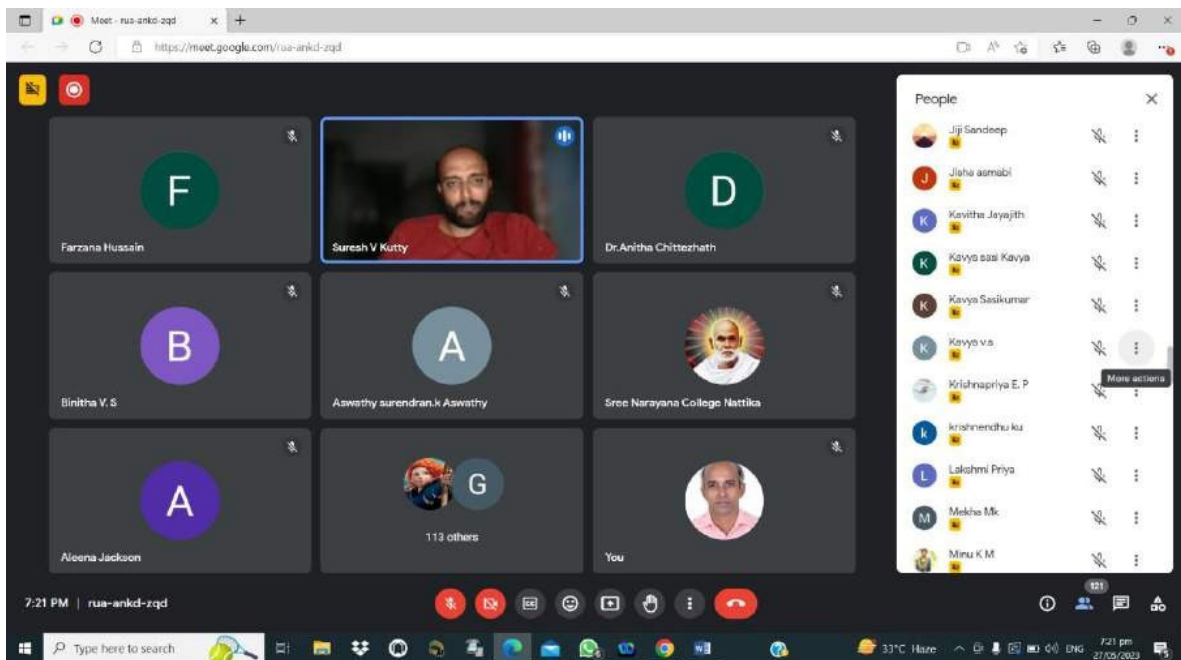 Meet - rua-ankd-zqd
https://meet.google.com/rua-ankd-zqd
F
Farzana Hussain
Suresh V Kutty
D
Dr.Anitha Chittezhath
B
Binitha V. S
A
Aswathy surendran.k Aswathy
Sree Narayana College Nattika
A
Aleena Jackson
G
113 others
You
People
Jiji Sandeep
J
Jisha asmabi
K
Kavitha Jayajith
K
Kavya sasi Kavya
K
Kavya Sasikumar
K
Kavya v.s
More actions
Krishnapriya E. P
k
krishnendhu ku
L
Lakshmi Priya
M
Mekha Mk
Minu K M
7:21 PM | rua-ankd-zqd
121
Type here to search
33°C Haze
ENG
7:21 pm
27/05/2023